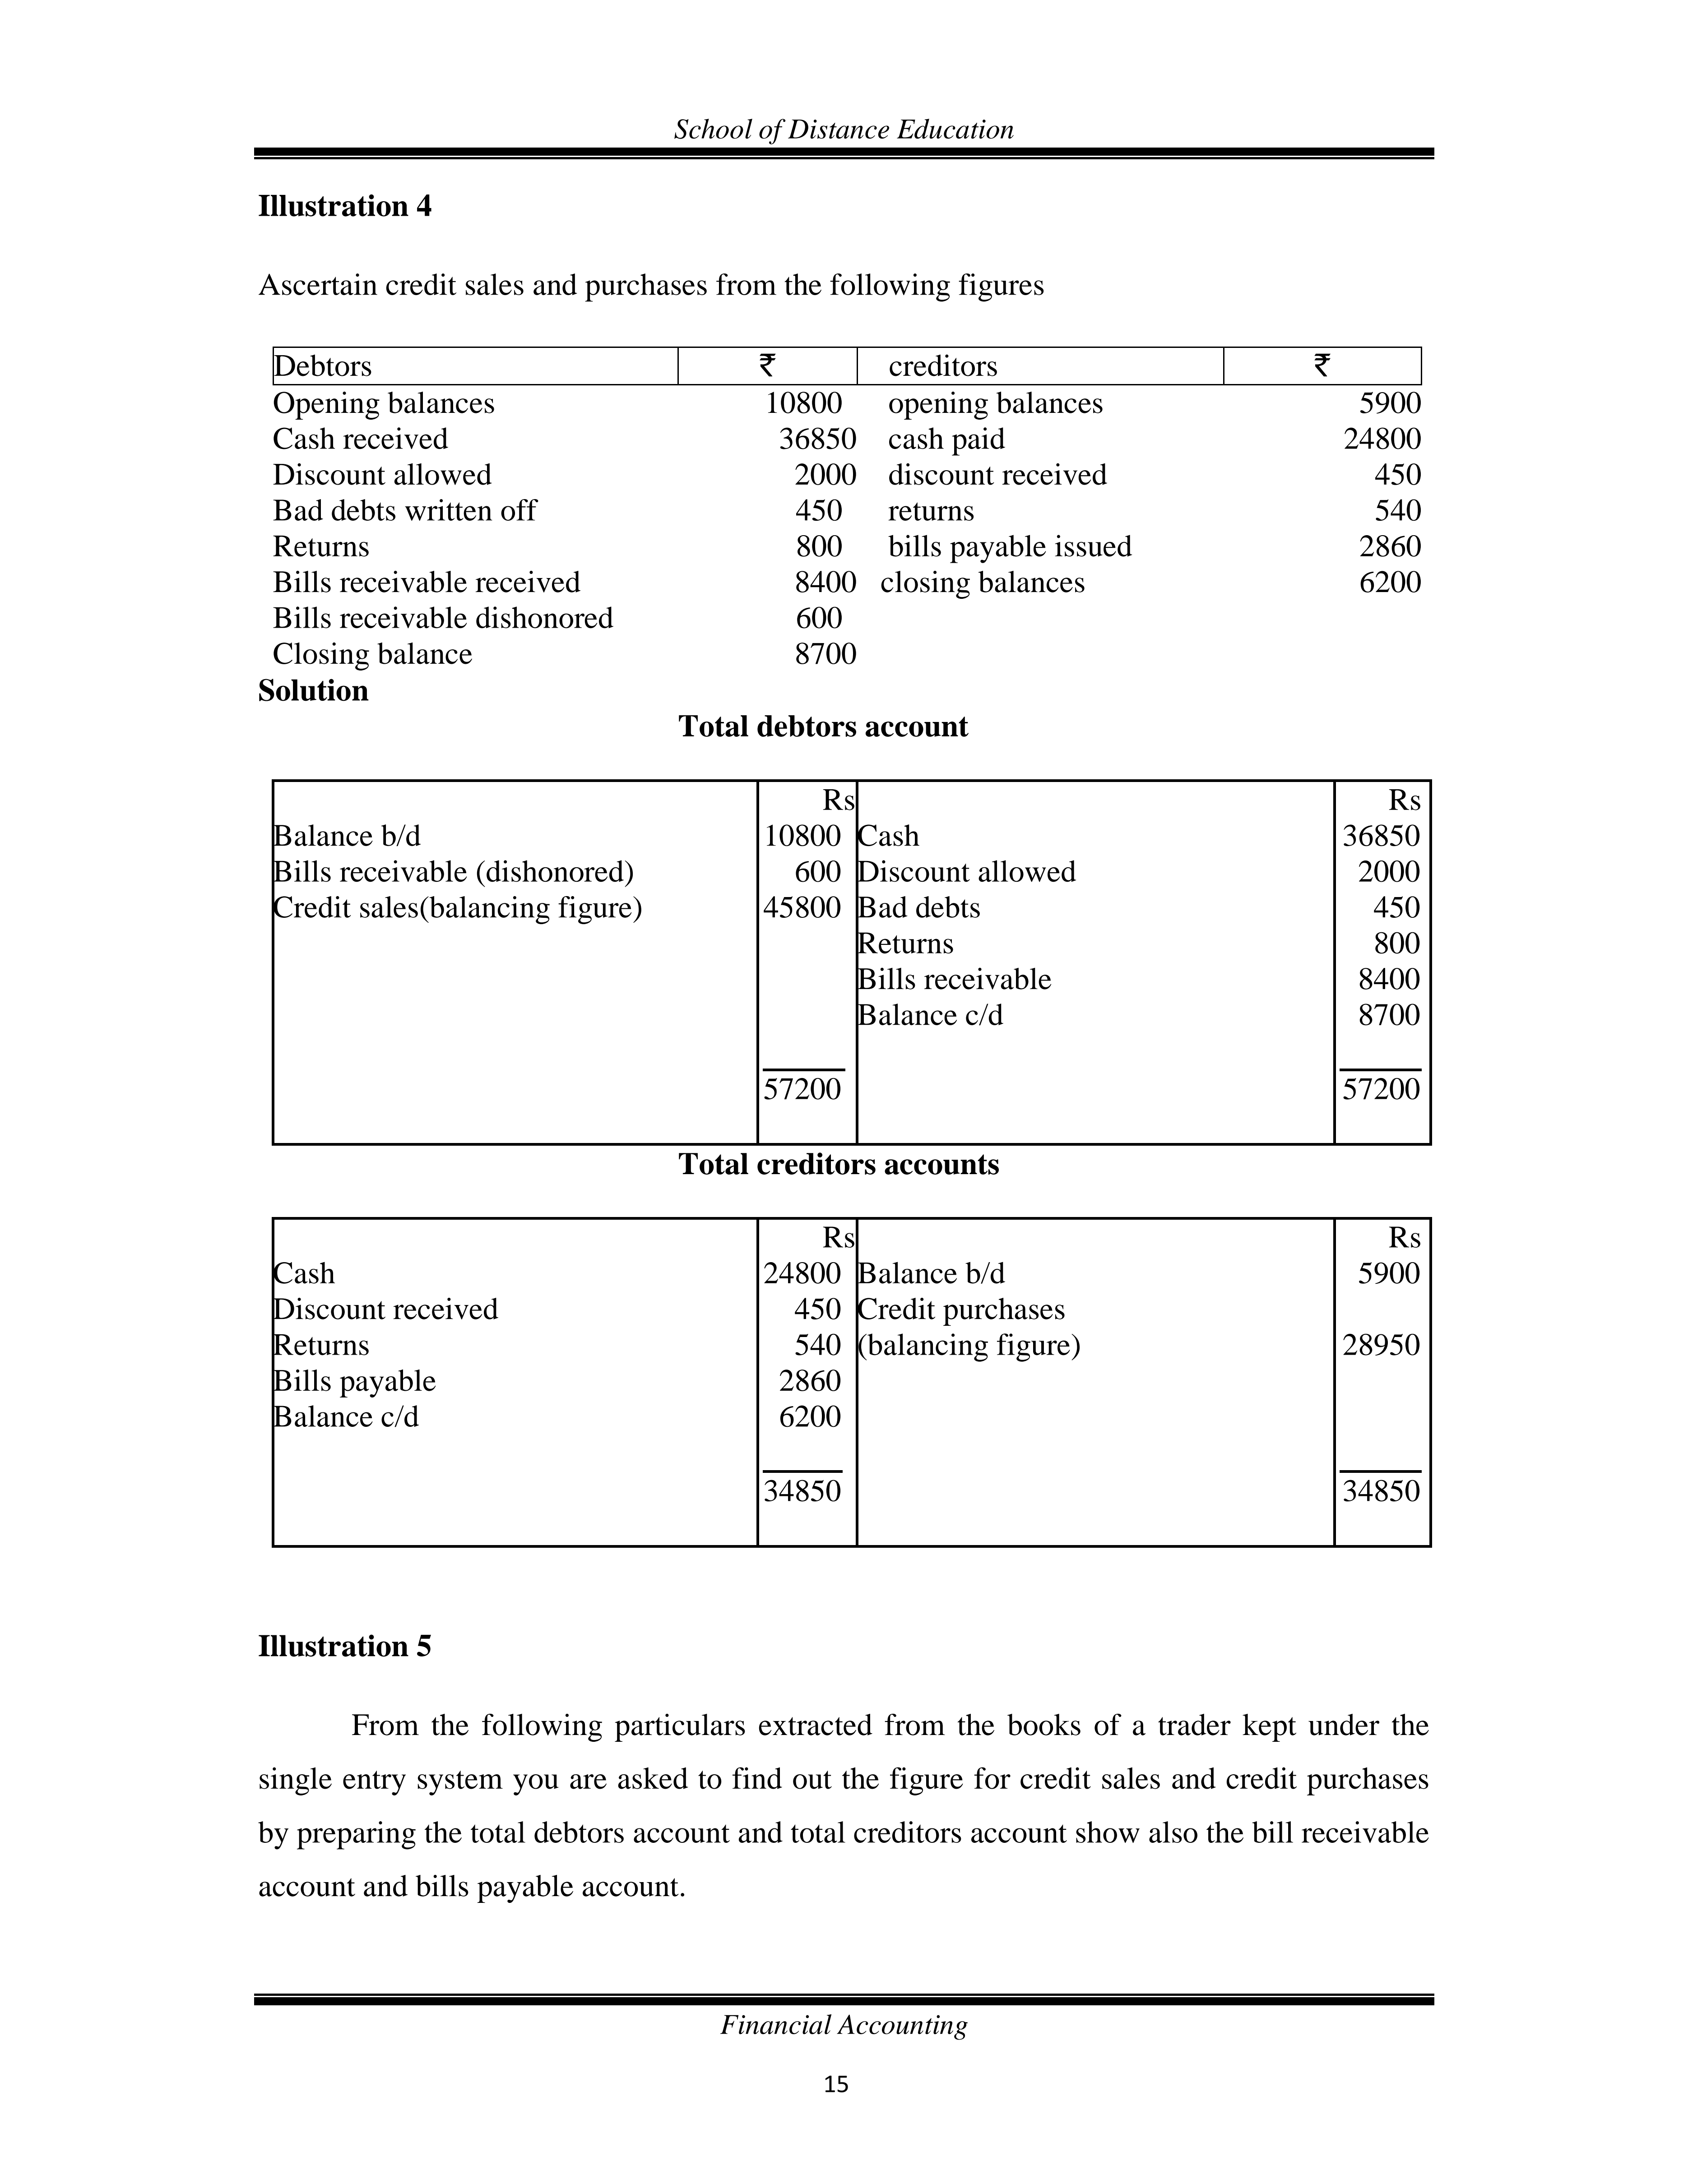 School of Distance Education
Illustration 4
Ascertain credit sales and purchases from the following figures
Debtors ₹ creditors ₹
Opening balances 10800 opening balances 5900
Cash received 36850 cash paid 24800
Discount allowed 2000 discount received 450
Bad debts written off 450 returns 540
Returns 800 bills payable issued 2860
Bills receivable received 8400 closing balances 6200
Bills receivable dishonored 600
Closing balance 8700
Solution
Total debtors account
Rs Rs
Balance b/d 10800 Cash 36850
Bills receivable (dishonored) 600 Discount allowed 2000
Credit sales(balancing figure) 45800 Bad debts 450
Returns 800
Bills receivable 8400
Balance c/d 8700
57200 57200
Total creditors accounts
Rs Rs
Cash 24800 Balance b/d 5900
Discount received 450 Credit purchases
Returns 540 (balancing figure) 28950
Bills payable 2860
Balance c/d 6200
34850 34850
Illustration 5
From the following particulars extracted from the books of a trader kept under the
single entry system you are asked to find out the figure for credit sales and credit purchases
by preparing the total debtors account and total creditors account show also the bill receivable
account and bills payable account.
Financial Accounting
15